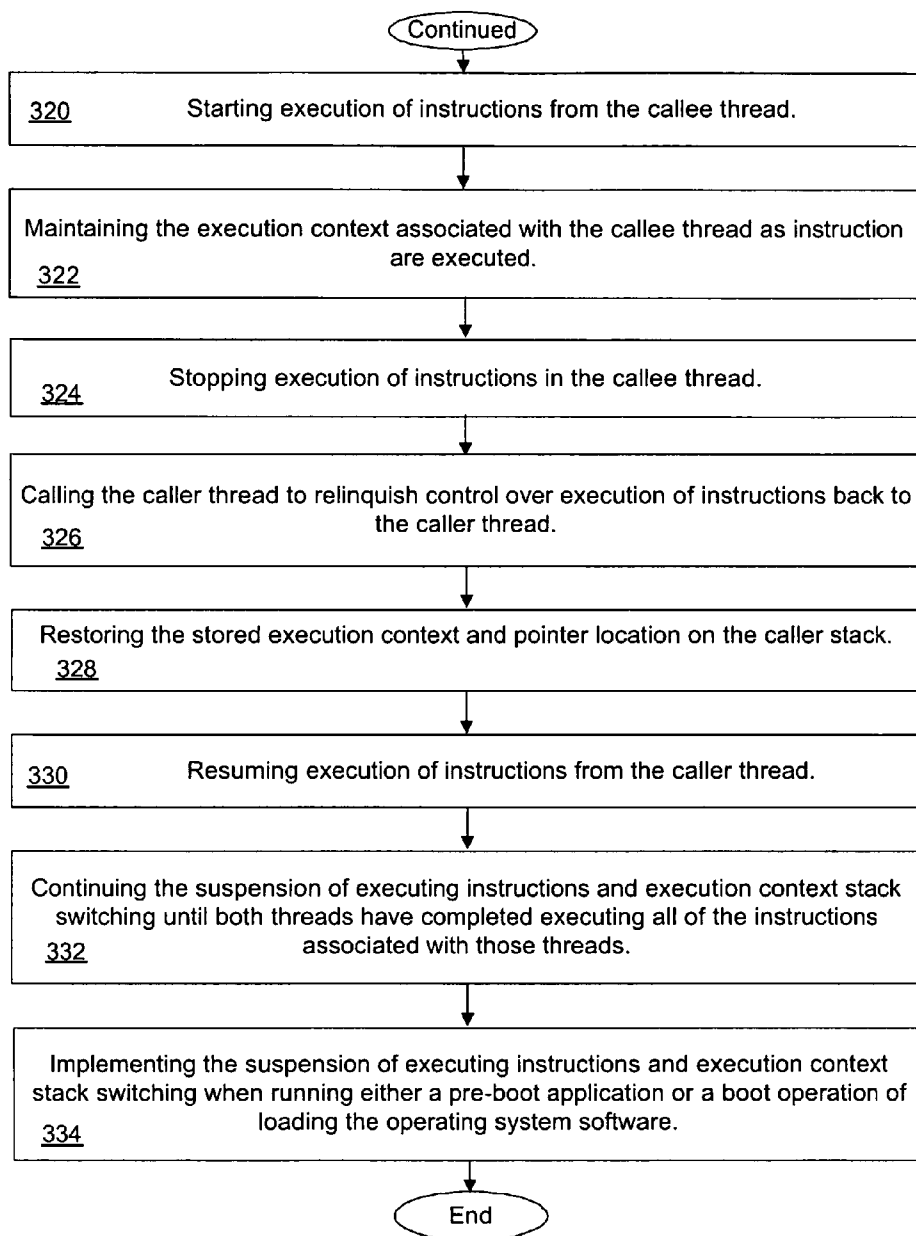 Continued
320 Starting execution of instructions from the callee thread.
Maintaining the execution context associated with the callee thread as instruction
are executed.
322
Stopping execution of instructions in the callee thread.
324
Calling the caller thread to relinquish control over execution of instructions back to
the caller thread.
326
Restoring the stored execution context and pointer location on the caller stack.
328
330 Resuming execution of instructions from the caller thread.
Continuing the suspension of executing instructions and execution context stack
switching until both threads have completed executing all of the instructions
associated with those threads.
332
Implementing the suspension of executing instructions and execution context
stack switching when running either a pre-boot application or a boot operation of
loading the operating system software.
334
End